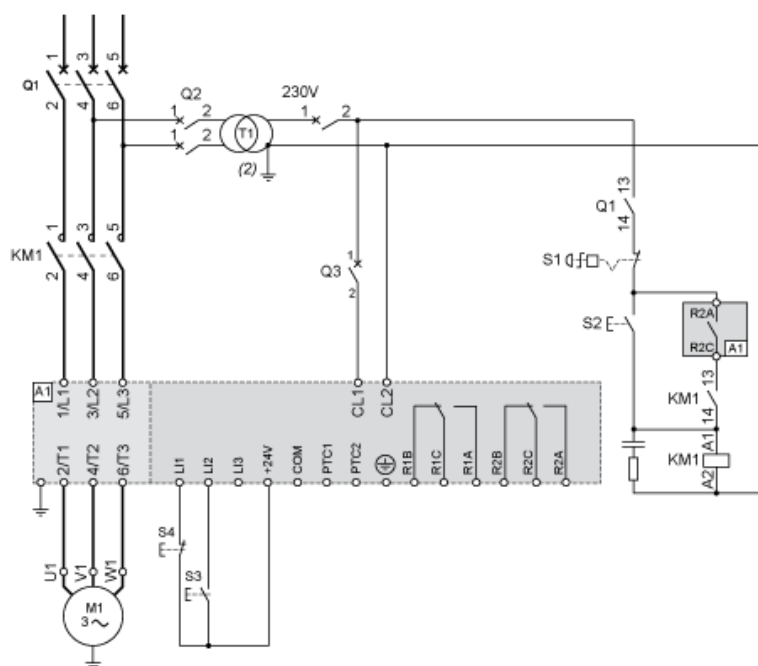 1 3 5
Q1
2 4 6
Q2
1 2
1 2
T1
(2)
230V
1 2
13
Q1
14
S1
S2
R2A
R2C
A1
13
KM1
14
A1
KM1
A2
1 3 5
KM1
2 4 6
1
Q3
2
A1
1/L1 3/L2 5/L3 CL1 CL2
2/T1 4/T2 6/T3 LI1 LI2 LI3 +24V COM PTC1 PTC2 R1B R1C R1A R2B R2C R2A
S4
S3
U1 V1 W1
M1
3